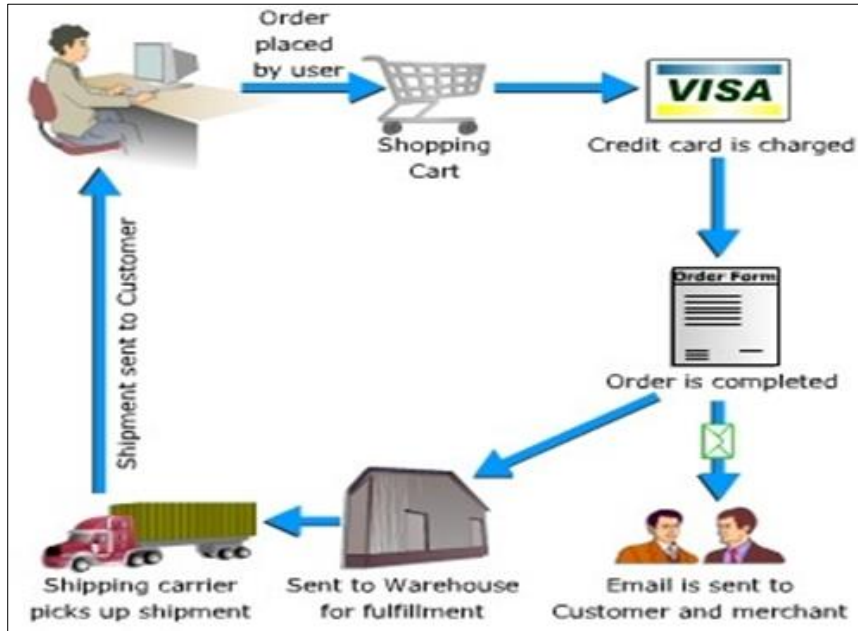 Order
placed
by user
Shopping
Cart
VISA
Credit card is charged
Order Form
Order is completed
Shipment sent to Customer
Shipping carrier
picks up shipment
Sent to Warehouse
for fulfillment
Email is sent to
Customer and merchant